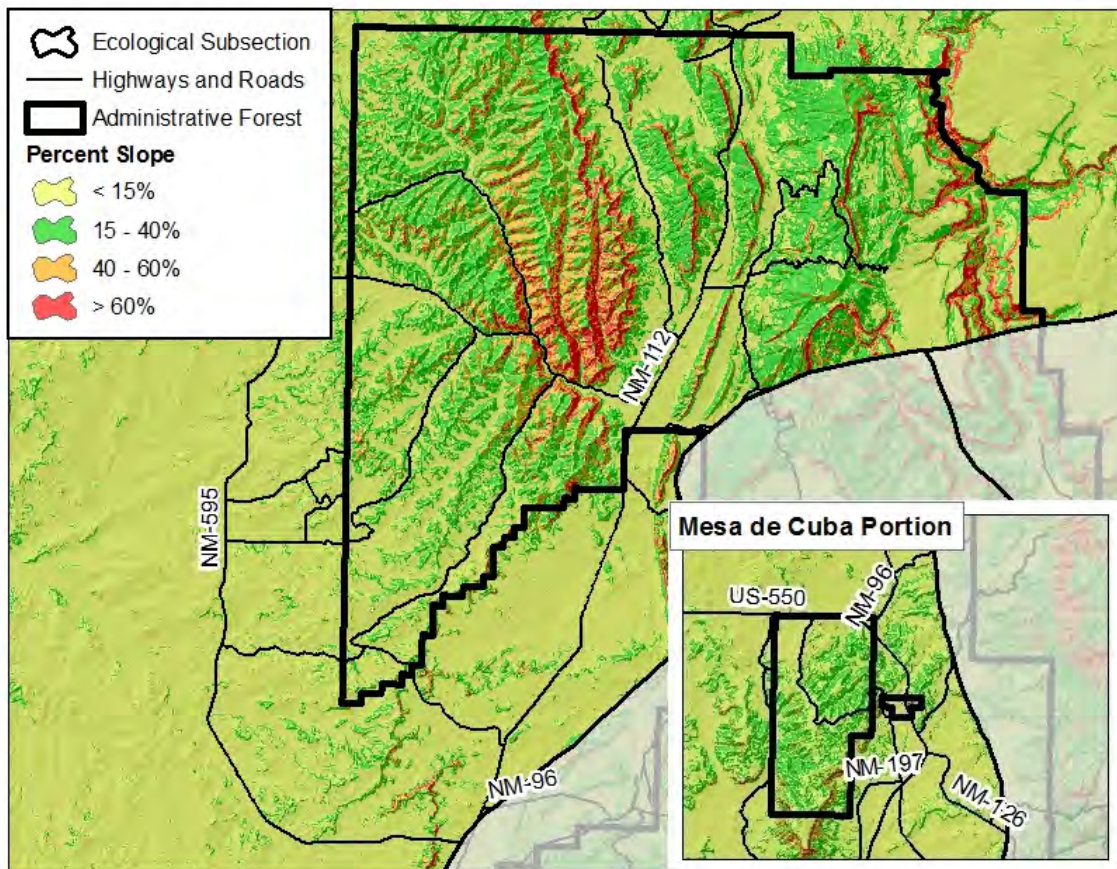 Ecological Subsection
Highways and Roads
Administrative Forest
Percent Slope
< 15%
15 - 40%
40 - 60%
> 60%
NM-112
NM-595
NM-96
Mesa de Cuba Portion
US-550
NM-96
NM-197
NM-126